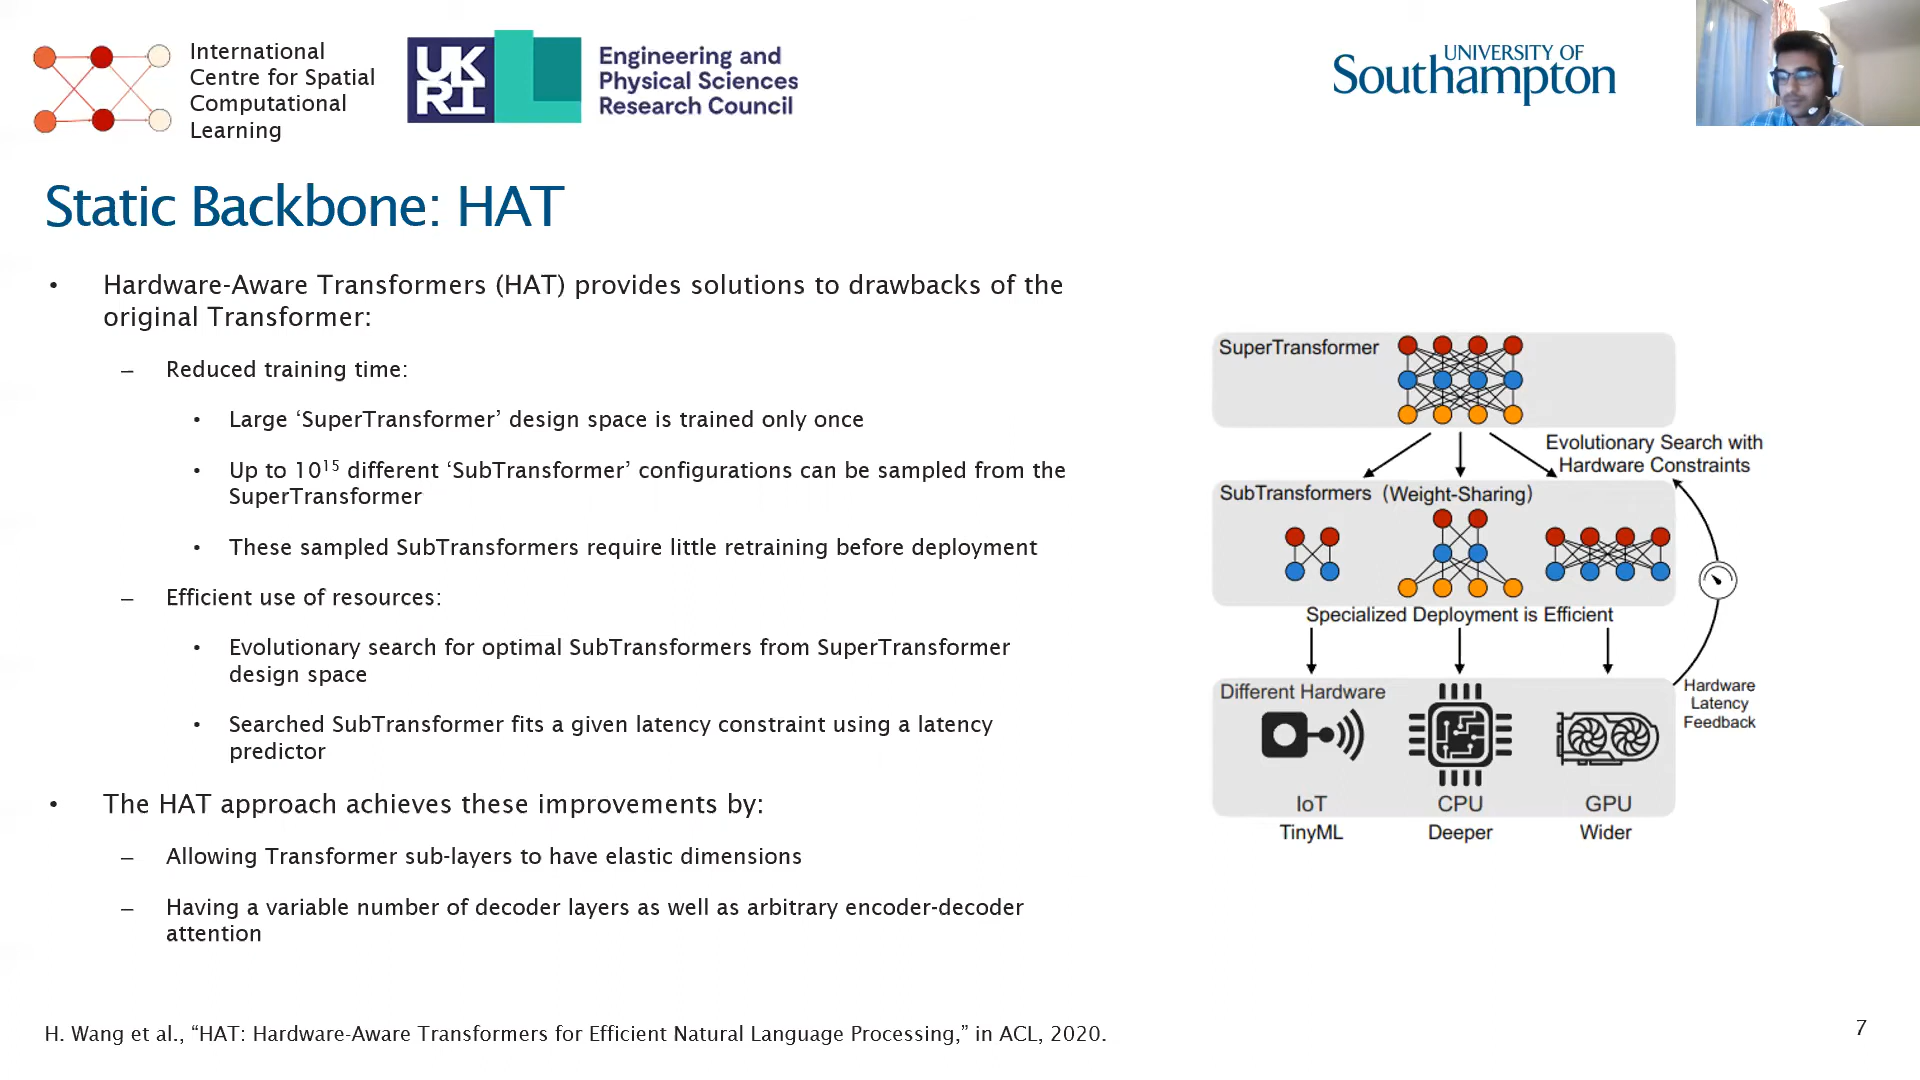 International
Centre for Spatial
Computational
Learning
UK
RI
Engineering and
Physical Sciences
Research Council
UNIVERSITY OF
Southampton
Static Backbone: HAT
• Hardware-Aware Transformers (HAT) provides solutions to drawbacks of the
original Transformer:
– Reduced training time:
• Large ‘SuperTransformer’ design space is trained only once
• Up to 10¹⁵ different ‘SubTransformer’ configurations can be sampled from the
SuperTransformer
• These sampled SubTransformers require little retraining before deployment
– Efficient use of resources:
• Evolutionary search for optimal SubTransformers from SuperTransformer
design space
• Searched SubTransformer fits a given latency constraint using a latency
predictor
• The HAT approach achieves these improvements by:
– Allowing Transformer sub-layers to have elastic dimensions
– Having a variable number of decoder layers as well as arbitrary encoder-decoder
attention
SuperTransformer
Evolutionary Search with
Hardware Constraints
SubTransformers (Weight-Sharing)
Specialized Deployment is Efficient
Different Hardware
Hardware
Latency
Feedback
IoT CPU GPU
TinyML Deeper Wider
H. Wang et al., “HAT: Hardware-Aware Transformers for Efficient Natural Language Processing,” in ACL, 2020.
7